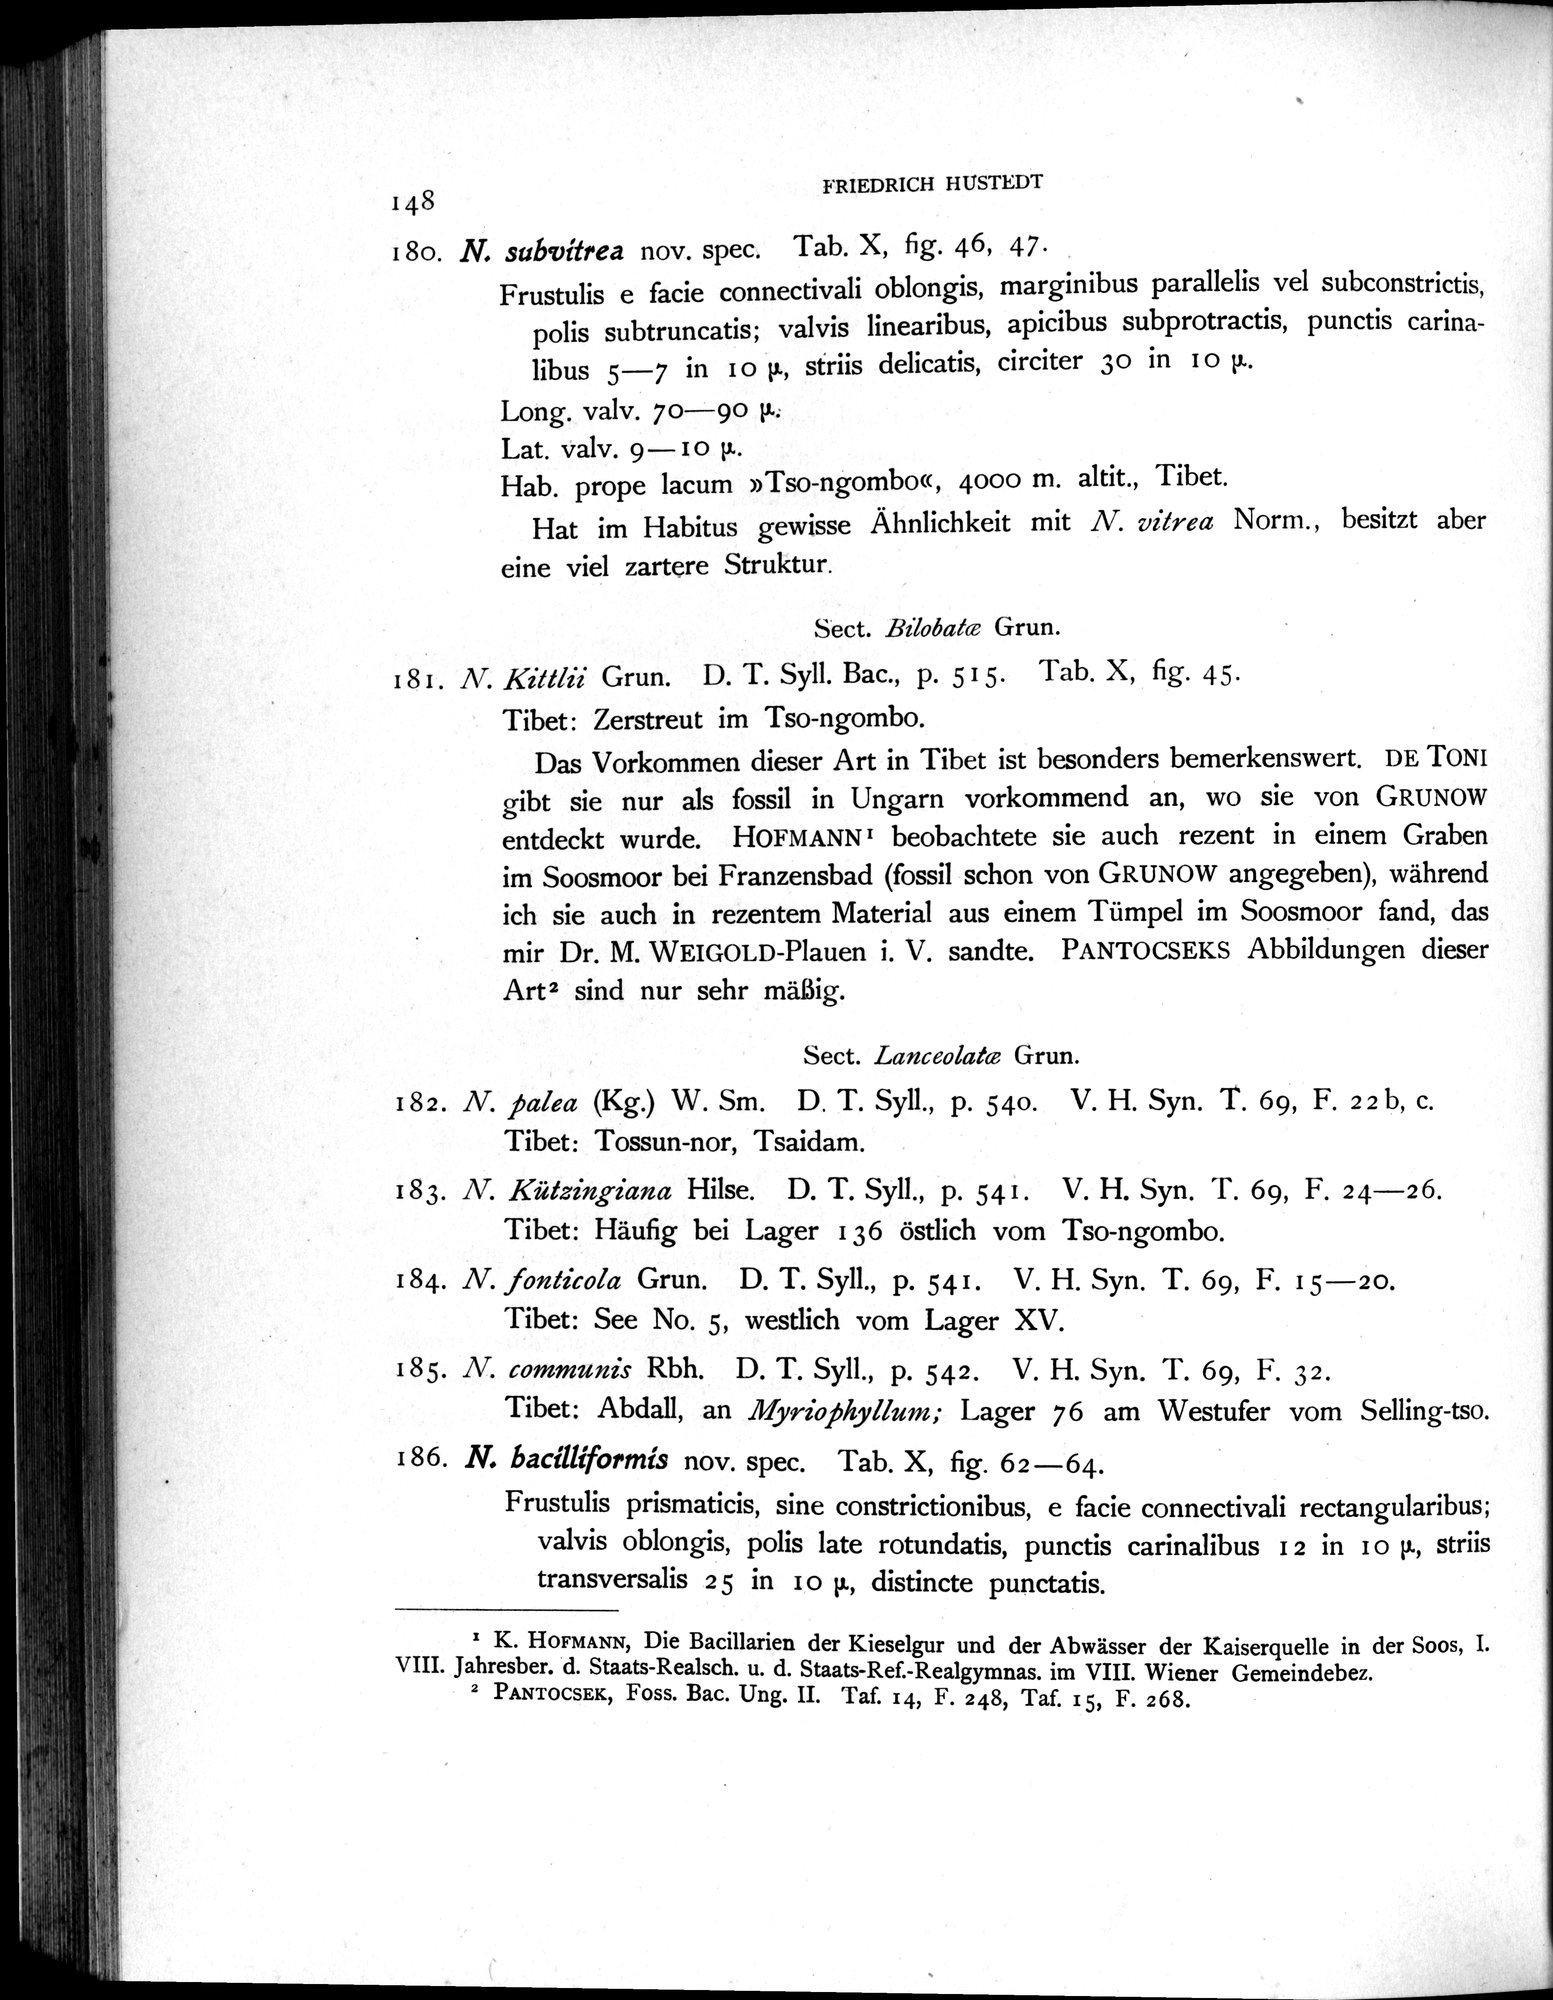 148
FRIEDRICH HUSTEDT
180. N. subvitrea nov. spec. Tab. X, fig. 46, 47.
Frustulis e facie connectivali oblongis, marginibus parallelis vel subconstrictis,
polis subtruncatis; valvis linearibus, apicibus subprotractis, punctis carina-
libus 5—7 in 10 µ, striis delicatis, circiter 30 in 10 µ.
Long. valv. 70—90 µ.
Lat. valv. 9—10 µ.
Hab. prope lacum »Tso-ngombo«, 4000 m. altit., Tibet.
Hat im Habitus gewisse Ähnlichkeit mit N. vitrea Norm., besitzt aber
eine viel zartere Struktur.
Sect. Bilobatæ Grun.
181. N. Kittlii Grun. D. T. Syll. Bac., p. 515. Tab. X, fig. 45.
Tibet: Zerstreut im Tso-ngombo.
Das Vorkommen dieser Art in Tibet ist besonders bemerkenswert. DE TONI
gibt sie nur als fossil in Ungarn vorkommend an, wo sie von GRUNOW
entdeckt wurde. HOFMANN¹ beobachtete sie auch rezent in einem Graben
im Soosmoor bei Franzensbad (fossil schon von GRUNOW angegeben), während
ich sie auch in rezentem Material aus einem Tümpel im Soosmoor fand, das
mir Dr. M. WEIGOLD-Plauen i. V. sandte. PANTOCSEKS Abbildungen dieser
Art² sind nur sehr mäßig.
Sect. Lanceolatæ Grun.
182. N. palea (Kg.) W. Sm. D. T. Syll., p. 540. V. H. Syn. T. 69, F. 22 b, c.
Tibet: Tossun-nor, Tsaidam.
183. N. Kützingiana Hilse. D. T. Syll., p. 541. V. H. Syn. T. 69, F. 24—26.
Tibet: Häufig bei Lager 136 östlich vom Tso-ngombo.
184. N. fonticola Grun. D. T. Syll., p. 541. V. H. Syn. T. 69, F. 15—20.
Tibet: See No. 5, westlich vom Lager XV.
185. N. communis Rbh. D. T. Syll., p. 542. V. H. Syn. T. 69, F. 32.
Tibet: Abdall, an Myriophyllum; Lager 76 am Westufer vom Selling-tso.
186. N. bacilliformis nov. spec. Tab. X, fig. 62—64.
Frustulis prismaticis, sine constrictionibus, e facie connectivali rectangularibus;
valvis oblongis, polis late rotundatis, punctis carinalibus 12 in 10 µ, striis
transversalis 25 in 10 µ, distincte punctatis.
¹ K. HOFMANN, Die Bacillarien der Kieselgur und der Abwässer der Kaiserquelle in der Soos, I.
VIII. Jahresber. d. Staats-Realsch. u. d. Staats-Ref.-Realgymnas. im VIII. Wiener Gemeindebez.
² PANTOCSEK, Foss. Bac. Ung. II. Taf. 14, F. 248, Taf. 15, F. 268.